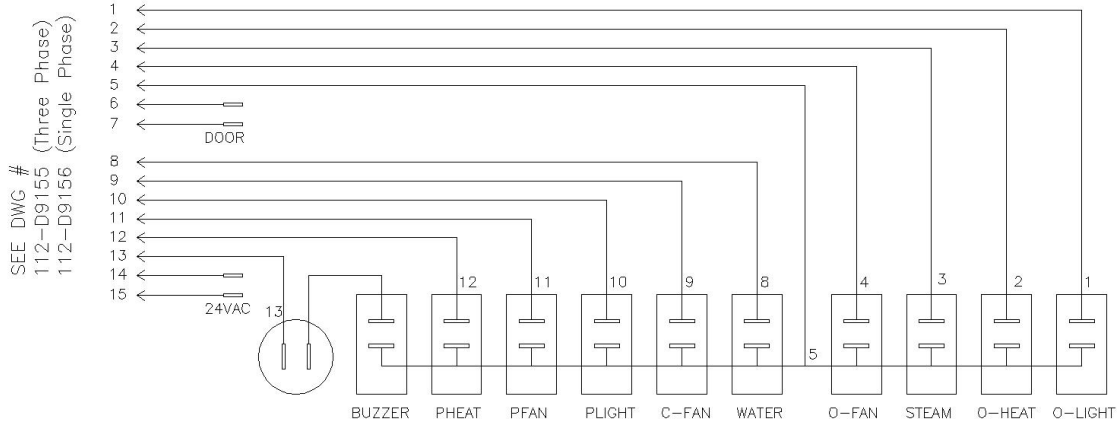 SEE DWG #
112-D9155 (Three Phase)
112-D9156 (Single Phase)
1
2
3
4
5
6
7
DOOR
8
9
10
11
12
13
14
15
24VAC
13
12
11
10
9
8
5
4
3
2
1
BUZZER
PHEAT
PFAN
PLIGHT
C-FAN
WATER
O-FAN
STEAM
O-HEAT
O-LIGHT